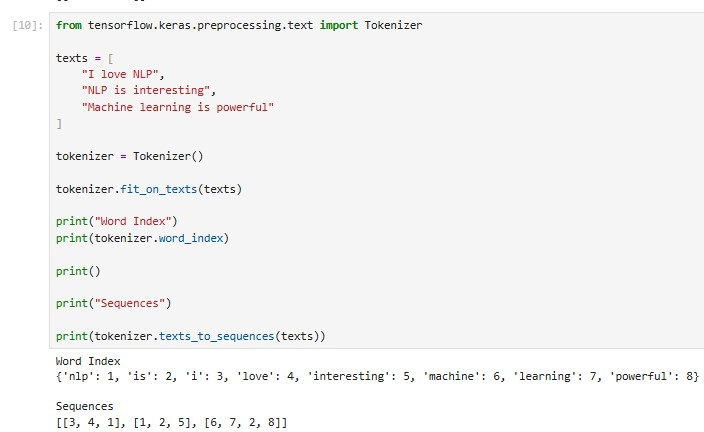 [10]: from tensorflow.keras.preprocessing.text import Tokenizer
texts = [
"I love NLP",
"NLP is interesting",
"Machine learning is powerful"
]
tokenizer = Tokenizer()
tokenizer.fit_on_texts(texts)
print("Word Index")
print(tokenizer.word_index)
print()
print("Sequences")
print(tokenizer.texts_to_sequences(texts))
Word Index
{'nlp': 1, 'is': 2, 'i': 3, 'love': 4, 'interesting': 5, 'machine': 6, 'learning': 7, 'powerful': 8}
Sequences
[[3, 4, 1], [1, 2, 5], [6, 7, 2, 8]]